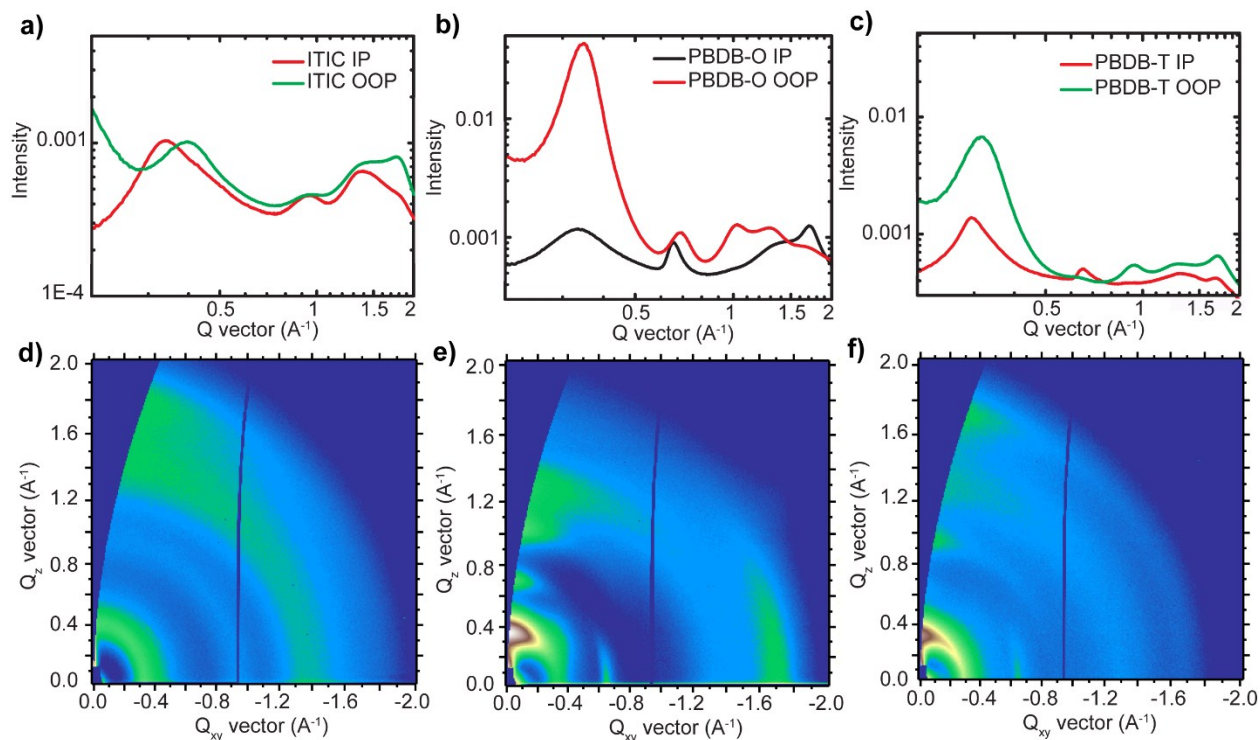 a)
ITIC IP
ITIC OOP
0.001
1E-4
Intensity
0.5
1
1.5
2
Q vector (A⁻¹)
b)
PBDB-O IP
PBDB-O OOP
0.01
0.001
Intensity
0.5
1
1.5
2
Q vector (A⁻¹)
c)
PBDB-T IP
PBDB-T OOP
0.01
0.001
Intensity
0.5
1
1.5
2
Q vector (A⁻¹)
d)
2.0
1.6
1.2
0.8
0.4
0.0
Qz vector (A⁻¹)
0.0 -0.4 -0.8 -1.2 -1.6 -2.0
Qxy vector (A⁻¹)
e)
2.0
1.6
1.2
0.8
0.4
0.0
Qz vector (A⁻¹)
0.0 -0.4 -0.8 -1.2 -1.6 -2.0
Qxy vector (A⁻¹)
f)
2.0
1.6
1.2
0.8
0.4
0.0
Qz vector (A⁻¹)
0.0 -0.4 -0.8 -1.2 -1.6 -2.0
Qxy vector (A⁻¹)